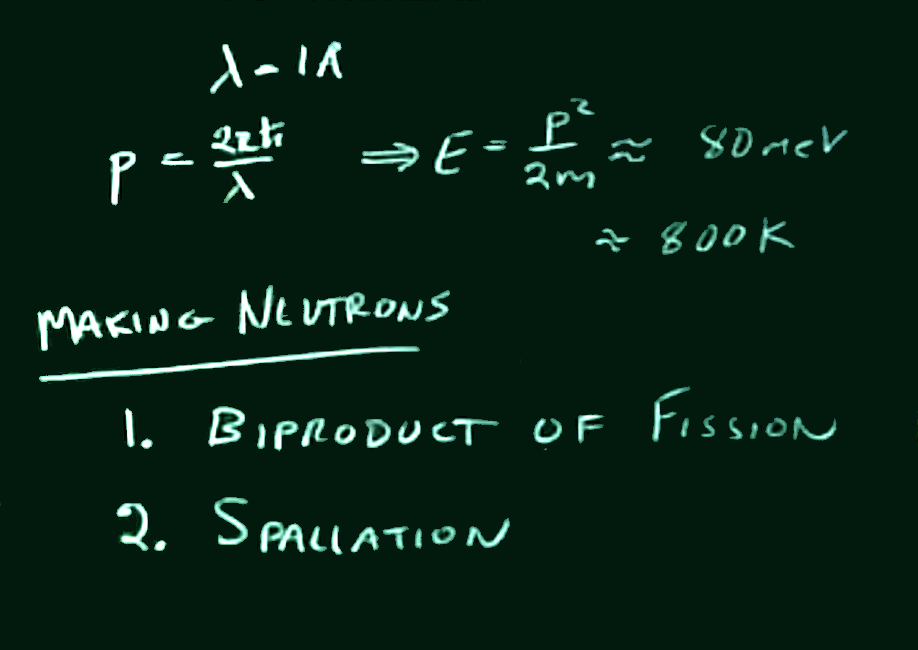 λ - 1Å
p = 2πħ/λ ⇒ E = p²/2m ≈ 80 meV
≈ 800K
MAKING NEUTRONS
1. BIPRODUCT OF FISSION
2. SPALLATION